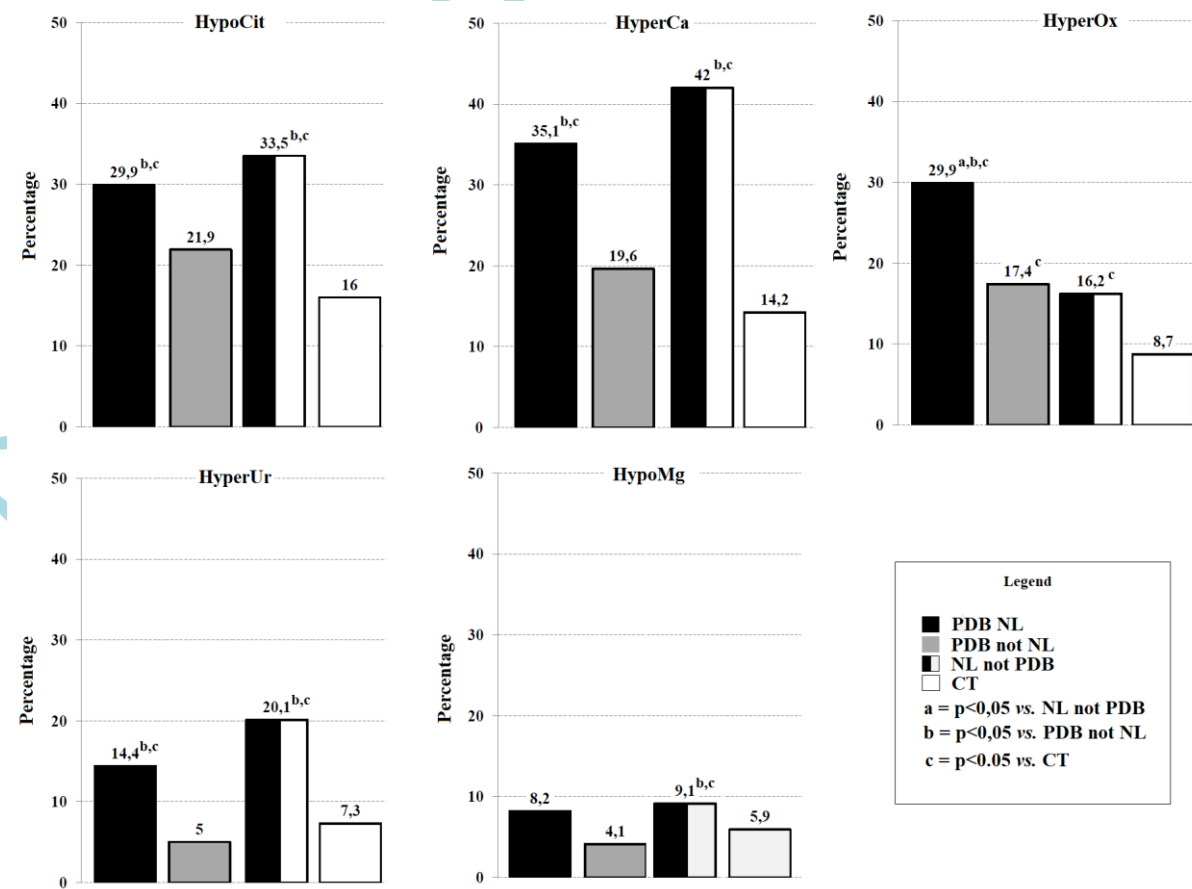 HypoCit
50
40
30
20
10
0
Percentage
29,9 b,c
21,9
33,5 b,c
16
HyperCa
50
40
30
20
10
0
Percentage
35,1 b,c
19,6
42 b,c
14,2
HyperOx
50
40
30
20
10
0
Percentage
29,9 a,b,c
17,4 c
16,2 c
8,7
HyperUr
50
40
30
20
10
0
Percentage
14,4 b,c
5
20,1 b,c
7,3
HypoMg
50
40
30
20
10
0
Percentage
8,2
4,1
9,1 b,c
5,9
Legend
PDB NL
PDB not NL
NL not PDB
CT
a = p<0,05 vs. NL not PDB
b = p<0,05 vs. PDB not NL
c = p<0.05 vs. CT